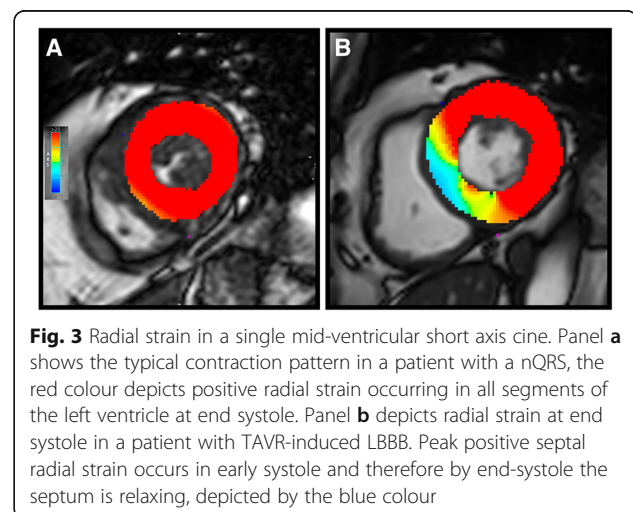 A
B
Fig. 3 Radial strain in a single mid-ventricular short axis cine. Panel a
shows the typical contraction pattern in a patient with a nQRS, the
red colour depicts positive radial strain occurring in all segments of
the left ventricle at end systole. Panel b depicts radial strain at end
systole in a patient with TAVR-induced LBBB. Peak positive septal
radial strain occurs in early systole and therefore by end-systole the
septum is relaxing, depicted by the blue colour